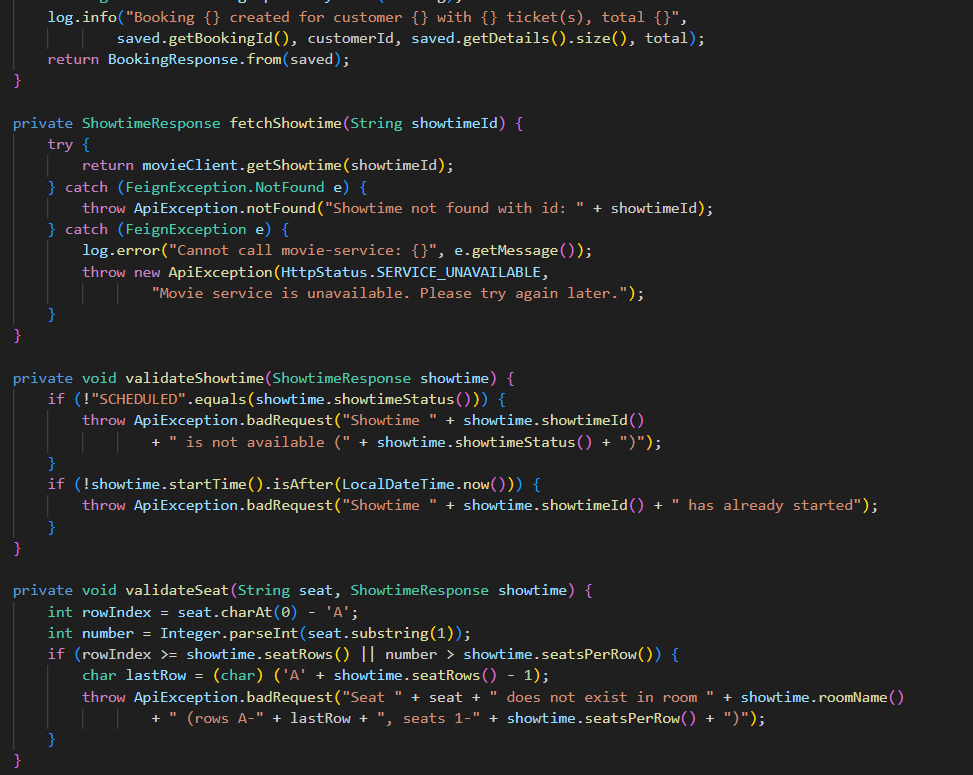 log.info("Booking {} created for customer {} with {} ticket(s), total {}",
saved.getBookingId(), customerId, saved.getDetails().size(), total);
return BookingResponse.from(saved);
}
private ShowtimeResponse fetchShowtime(String showtimeId) {
try {
return movieClient.getShowtime(showtimeId);
} catch (FeignException.NotFound e) {
throw ApiException.notFound("Showtime not found with id: " + showtimeId);
} catch (FeignException e) {
log.error("Cannot call movie-service: {}", e.getMessage());
throw new ApiException(HttpStatus.SERVICE_UNAVAILABLE,
"Movie service is unavailable. Please try again later.");
}
}
private void validateShowtime(ShowtimeResponse showtime) {
if (!"SCHEDULED".equals(showtime.showtimeStatus())) {
throw ApiException.badRequest("Showtime " + showtime.showtimeId()
+ " is not available (" + showtime.showtimeStatus() + ")");
}
if (!showtime.startTime().isAfter(LocalDateTime.now())) {
throw ApiException.badRequest("Showtime " + showtime.showtimeId() + " has already started");
}
}
private void validateSeat(String seat, ShowtimeResponse showtime) {
int rowIndex = seat.charAt(0) - 'A';
int number = Integer.parseInt(seat.substring(1));
if (rowIndex >= showtime.seatRows() || number > showtime.seatsPerRow()) {
char lastRow = (char) ('A' + showtime.seatRows() - 1);
throw ApiException.badRequest("Seat " + seat + " does not exist in room " + showtime.roomName()
+ " (rows A-" + lastRow + ", seats 1-" + showtime.seatsPerRow() + ")");
}
}